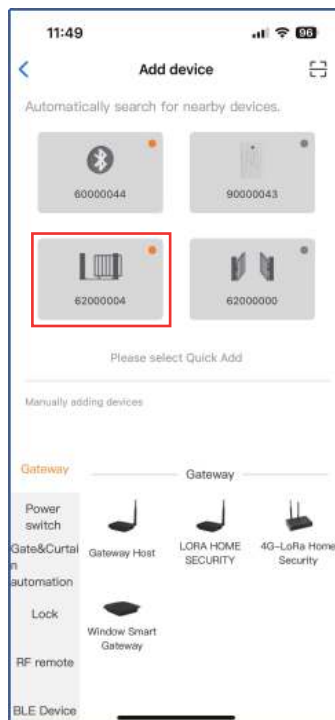 11:49
96
Add device
Automatically search for nearby devices.
60000044
90000043
62000004
62000000
Please select Quick Add
Manually adding devices
Gateway
Gateway
Power
switch
Gate&Curtai
n
automation
Lock
RF remote
BLE Device
Gateway Host
LORA HOME
SECURITY
4G-LoRa Home
Security
Window Smart
Gateway